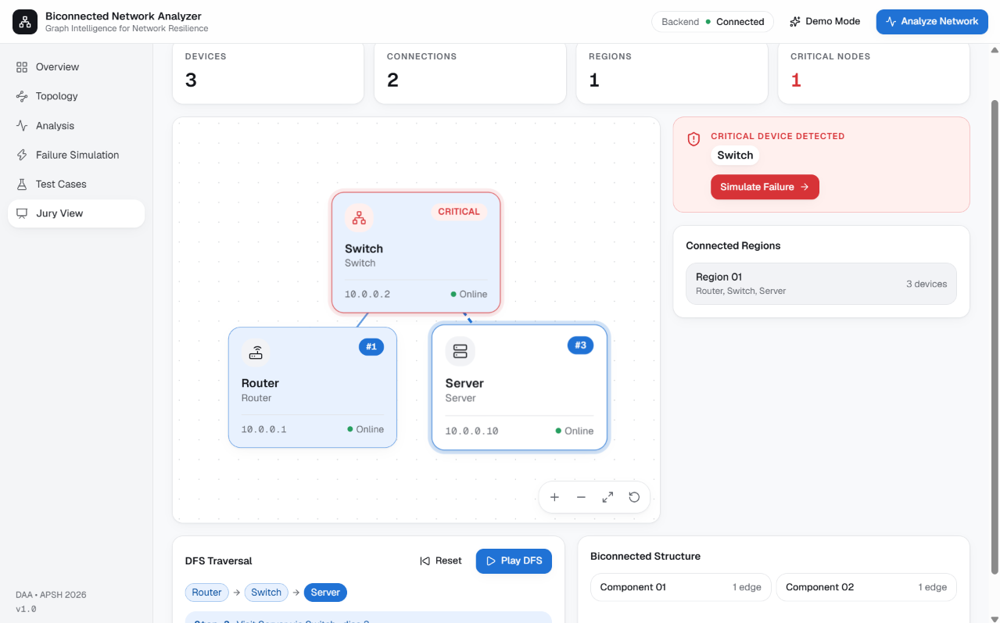 Biconnected Network Analyzer
Graph Intelligence for Network Resilience
Backend Connected
Demo Mode
Analyze Network
Overview
Topology
Analysis
Failure Simulation
Test Cases
Jury View
DAA • APSH 2026
v1.0
DEVICES
3
CONNECTIONS
2
REGIONS
1
CRITICAL NODES
1
CRITICAL
Switch
Switch
10.0.0.2 Online
#1
Router
Router
10.0.0.1 Online
#3
Server
Server
10.0.0.10 Online
CRITICAL DEVICE DETECTED
Switch
Simulate Failure →
Connected Regions
Region 01
Router, Switch, Server
3 devices
DFS Traversal
Reset
Play DFS
Router → Switch → Server
Biconnected Structure
Component 01 1 edge
Component 02 1 edge